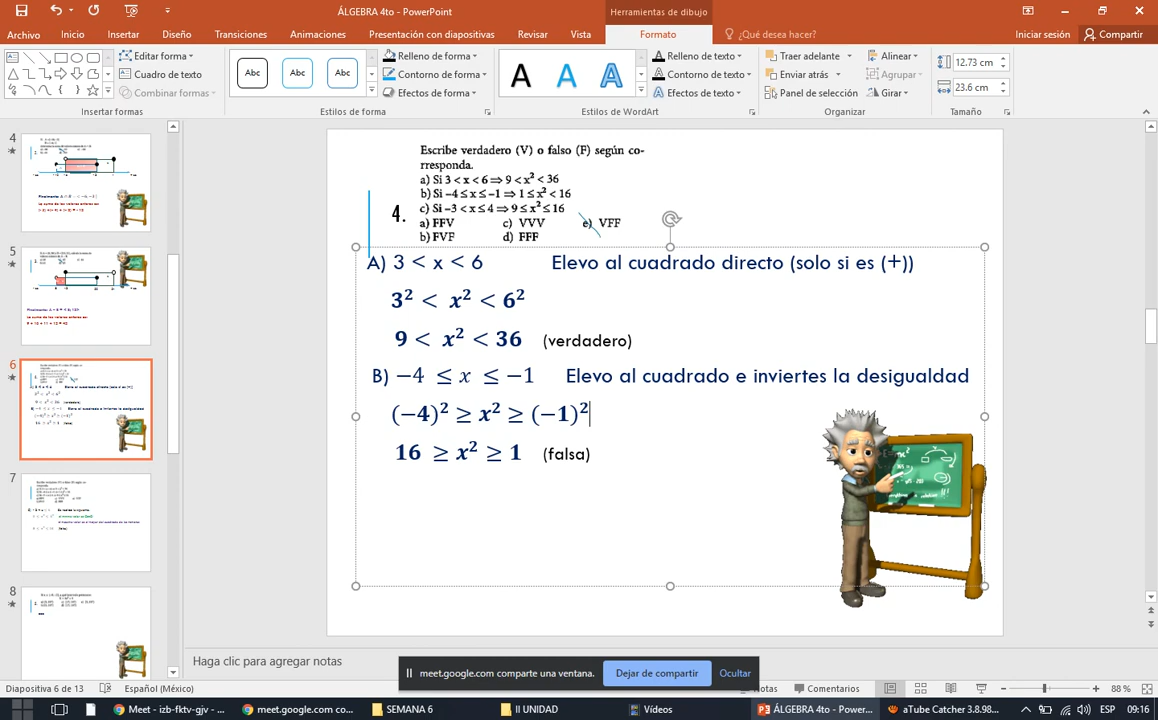 ÁLGEBRA 4to - PowerPoint
Herramientas de dibujo
Archivo Inicio Insertar Diseño Transiciones Animaciones Presentación con diapositivas Revisar Vista Formato ¿Qué desea hacer? Iniciar sesión Compartir
Editar forma
Cuadro de texto
Combinar formas
Insertar formas
Abc Abc Abc
Relleno de forma
Contorno de forma
Efectos de forma
Estilos de forma
A A A
Relleno de texto
Contorno de texto
Efectos de texto
Estilos de WordArt
Traer adelante
Enviar atrás
Panel de selección
Alinear
Agrupar
Girar
Organizar
12.73 cm
23.6 cm
Tamaño
4
5
6
7
8
Escribe verdadero (V) o falso (F) según co-
rresponda.
a) Si 3 < x < 6 ⇒ 9 < x² < 36
b) Si −4 ≤ x ≤ −1 ⇒ 1 ≤ x² < 16
c) Si −3 < x ≤ 4 ⇒ 9 ≤ x² ≤ 16
4. a) FFV c) VVV e) VFF
b) FVF d) FFF
A) 3 < x < 6 Elevo al cuadrado directo (solo si es (+))
3² < x² < 6²
9 < x² < 36 (verdadero)
B) −4 ≤ x ≤ −1 Elevo al cuadrado e inviertes la desigualdad
(−4)² ≥ x² ≥ (−1)²
16 ≥ x² ≥ 1 (falsa)
Haga clic para agregar notas
meet.google.com comparte una ventana. Dejar de compartir Ocultar
Diapositiva 6 de 13 Español (México) Notas Comentarios 88 %
Meet - izb-fktv-gjv - ... meet.google.com co... SEMANA 6 II UNIDAD Vídeos ÁLGEBRA 4to - Power... aTube Catcher 3.8.98... ESP 09:16